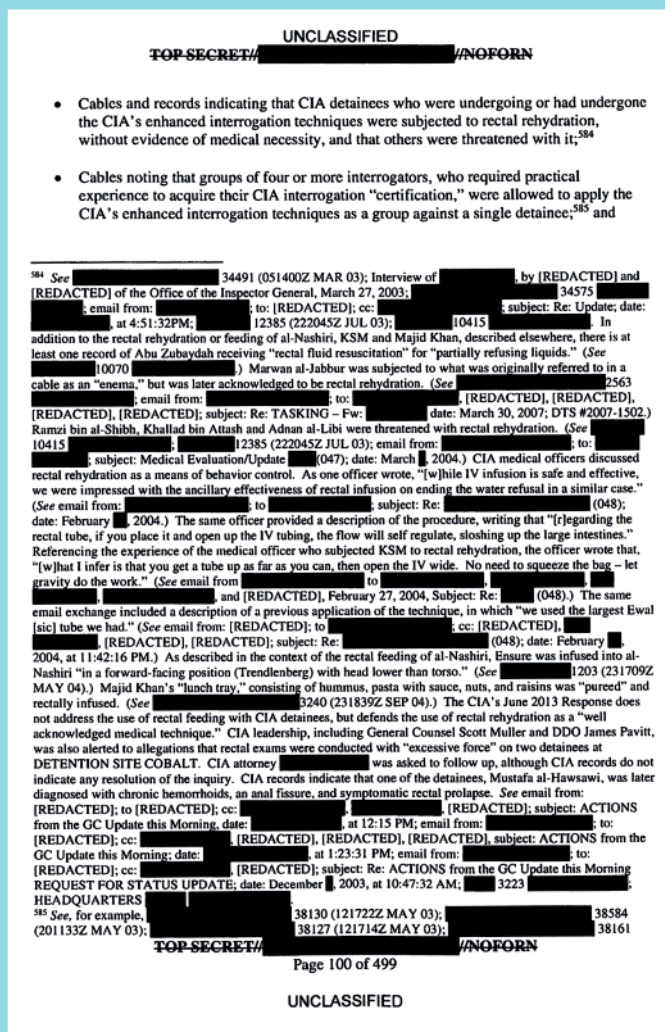 UNCLASSIFIED
TOP SECRET// //NOFORN
• Cables and records indicating that CIA detainees who were undergoing or had undergone
the CIA's enhanced interrogation techniques were subjected to rectal rehydration,
without evidence of medical necessity, and that others were threatened with it;584
• Cables noting that groups of four or more interrogators, who required practical
experience to acquire their CIA interrogation "certification," were allowed to apply the
CIA's enhanced interrogation techniques as a group against a single detainee;585 and
584 See 34491 (051400Z MAR 03); Interview of , by [REDACTED] and
[REDACTED] of the Office of the Inspector General, March 27, 2003; 34575
; email from: ; to: [REDACTED]; cc: ; subject: Re: Update; date:
, at 4:51:32PM; 12385 (222045Z JUL 03); 10415 . In
addition to the rectal rehydration or feeding of al-Nashiri, KSM and Majid Khan, described elsewhere, there is at
least one record of Abu Zubaydah receiving "rectal fluid resuscitation" for "partially refusing liquids." (See
10070 .) Marwan al-Jabbur was subjected to what was originally referred to in a
cable as an "enema," but was later acknowledged to be rectal rehydration. (See 2563
; email from: ; to: , [REDACTED],
[REDACTED], [REDACTED]; subject: Re: TASKING – Fw: date: March 30, 2007; DTS #2007-1502.)
Ramzi bin al-Shibh, Khallad bin Attash and Adnan al-Libi were threatened with rectal rehydration. (See
10415 ; 12385 (222045Z JUL 03); email from: ; to:
; subject: Medical Evaluation/Update (047); date: March , 2004.) CIA medical officers discussed
rectal rehydration as a means of behavior control. As one officer wrote, "[w]hile IV infusion is safe and effective,
we were impressed with the ancillary effectiveness of rectal infusion on ending the water refusal in a similar case."
(See email from: ; to ; subject: Re: (048);
date: February , 2004.) The same officer provided a description of the procedure, writing that "[r]egarding the
rectal tube, if you place it and open up the IV tubing, the flow will self regulate, sloshing up the large intestines."
Referencing the experience of the medical officer who subjected KSM to rectal rehydration, the officer wrote that,
"[w]hat I infer is that you get a tube up as far as you can, then open the IV wide. No need to squeeze the bag – let
gravity do the work." (See email from to , ,
, , and [REDACTED], February 27, 2004, Subject: Re: (048).) The same
email exchange included a description of a previous application of the technique, in which "we used the largest Ewal
[sic] tube we had." (See email from: [REDACTED]; to ; cc: [REDACTED],
, [REDACTED], [REDACTED]; subject: Re: (048); date: February ,
2004, at 11:42:16 PM.) As described in the context of the rectal feeding of al-Nashiri, Ensure was infused into al-
Nashiri "in a forward-facing position (Trendlenberg) with head lower than torso." (See 1203 (231709Z
MAY 04).) Majid Khan's "lunch tray," consisting of hummus, pasta with sauce, nuts, and raisins was "pureed" and
rectally infused. (See 3240 (231839Z SEP 04).) The CIA's June 2013 Response does
not address the use of rectal feeding with CIA detainees, but defends the use of rectal rehydration as a "well
acknowledged medical technique." CIA leadership, including General Counsel Scott Muller and DDO James Pavitt,
was also alerted to allegations that rectal exams were conducted with "excessive force" on two detainees at
DETENTION SITE COBALT. CIA attorney was asked to follow up, although CIA records do not
indicate any resolution of the inquiry. CIA records indicate that one of the detainees, Mustafa al-Hawsawi, was later
diagnosed with chronic hemorrhoids, an anal fissure, and symptomatic rectal prolapse. See email from:
[REDACTED]; to [REDACTED]; cc: , , [REDACTED]; subject: ACTIONS
from the GC Update this Morning, date: , at 12:15 PM; email from: ; to:
[REDACTED]; cc: , [REDACTED], [REDACTED], [REDACTED], subject: ACTIONS from the
GC Update this Morning; date: , at 1:23:31 PM; email from: ; to:
[REDACTED]; cc: , [REDACTED]; subject: Re: ACTIONS from the GC Update this Morning
REQUEST FOR STATUS UPDATE; date: December , 2003, at 10:47:32 AM; 3223 ;
HEADQUARTERS .
585 See, for example, 38130 (121722Z MAY 03); 38584
(201133Z MAY 03); 38127 (121714Z MAY 03); 38161
TOP SECRET// //NOFORN
Page 100 of 499
UNCLASSIFIED